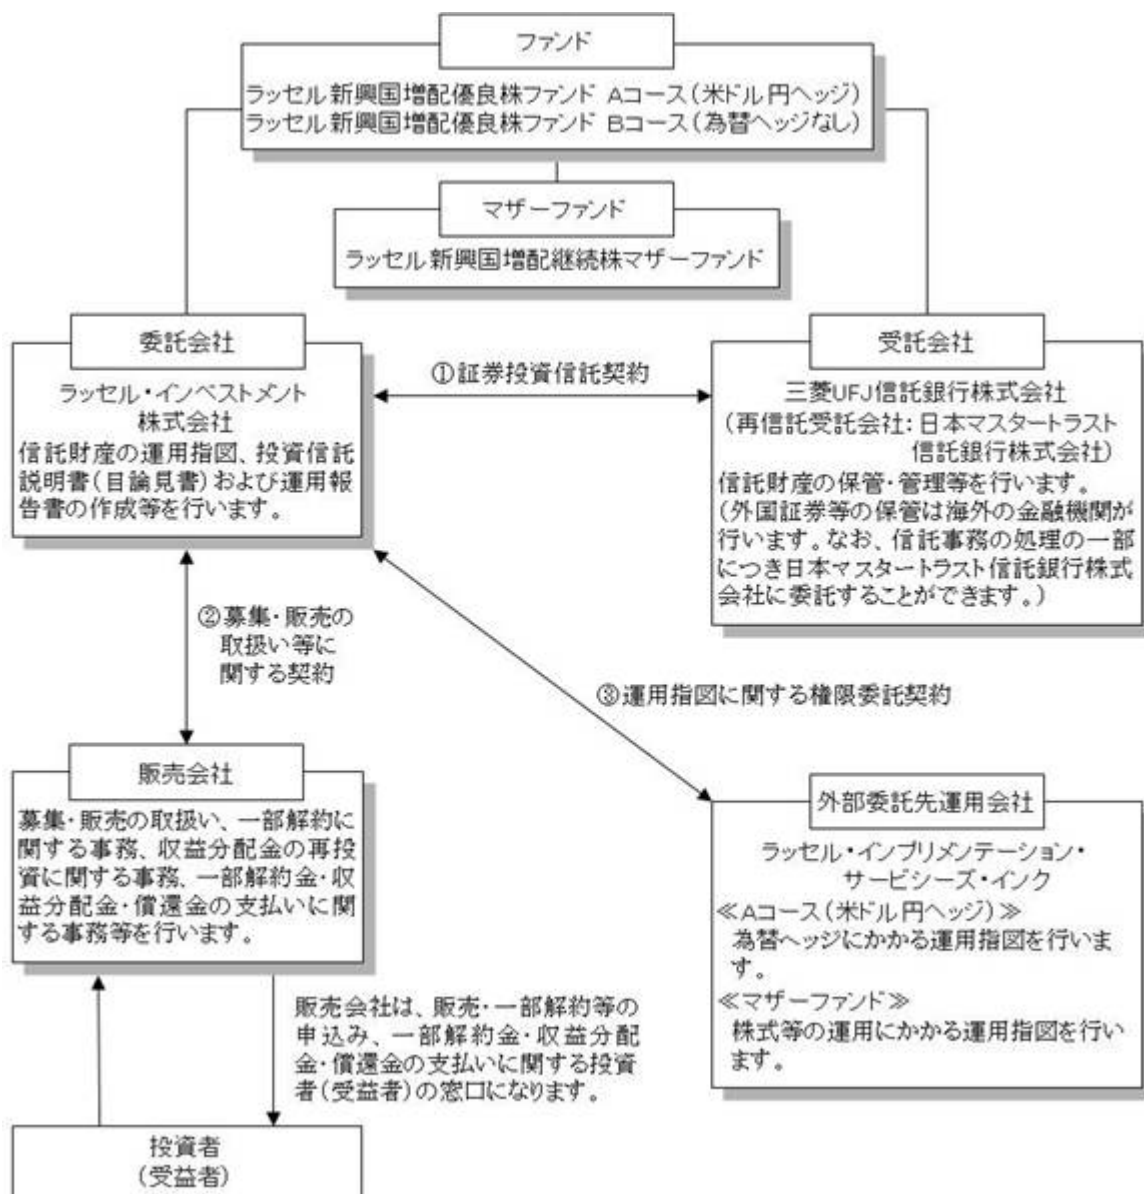 ファンド
ラッセル新興国増配優良株ファンド Aコース(米ドル円ヘッジ)
ラッセル新興国増配優良株ファンド Bコース(為替ヘッジなし)
マザーファンド
ラッセル新興国増配継続株マザーファンド
委託会社
ラッセル・インベストメント
株式会社
信託財産の運用指図、投資信託
説明書(目論見書)および運用報
告書の作成等を行います。
①証券投資信託契約
受託会社
三菱UFJ信託銀行株式会社
(再信託受託会社:日本マスタートラスト
信託銀行株式会社)
信託財産の保管・管理等を行います。
(外国証券等の保管は海外の金融機関が
行います。なお、信託事務の処理の一部
につき日本マスタートラスト信託銀行株式
会社に委託することができます。)
②募集・販売の
取扱い等に
関する契約
③運用指図に関する権限委託契約
販売会社
募集・販売の取扱い、一部解約に
関する事務、収益分配金の再投
資に関する事務、一部解約金・収
益分配金・償還金の支払いに関
する事務等を行います。
外部委託先運用会社
ラッセル・インプリメンテーション・
サービシーズ・インク
≪Aコース(米ドル円ヘッジ)≫
為替ヘッジにかかる運用指図を行いま
す。
≪マザーファンド≫
株式等の運用にかかる運用指図を行い
ます。
販売会社は、販売・一部解約等の
申込み、一部解約金・収益分配
金・償還金の支払いに関する投資
者(受益者)の窓口になります。
投資者
(受益者)